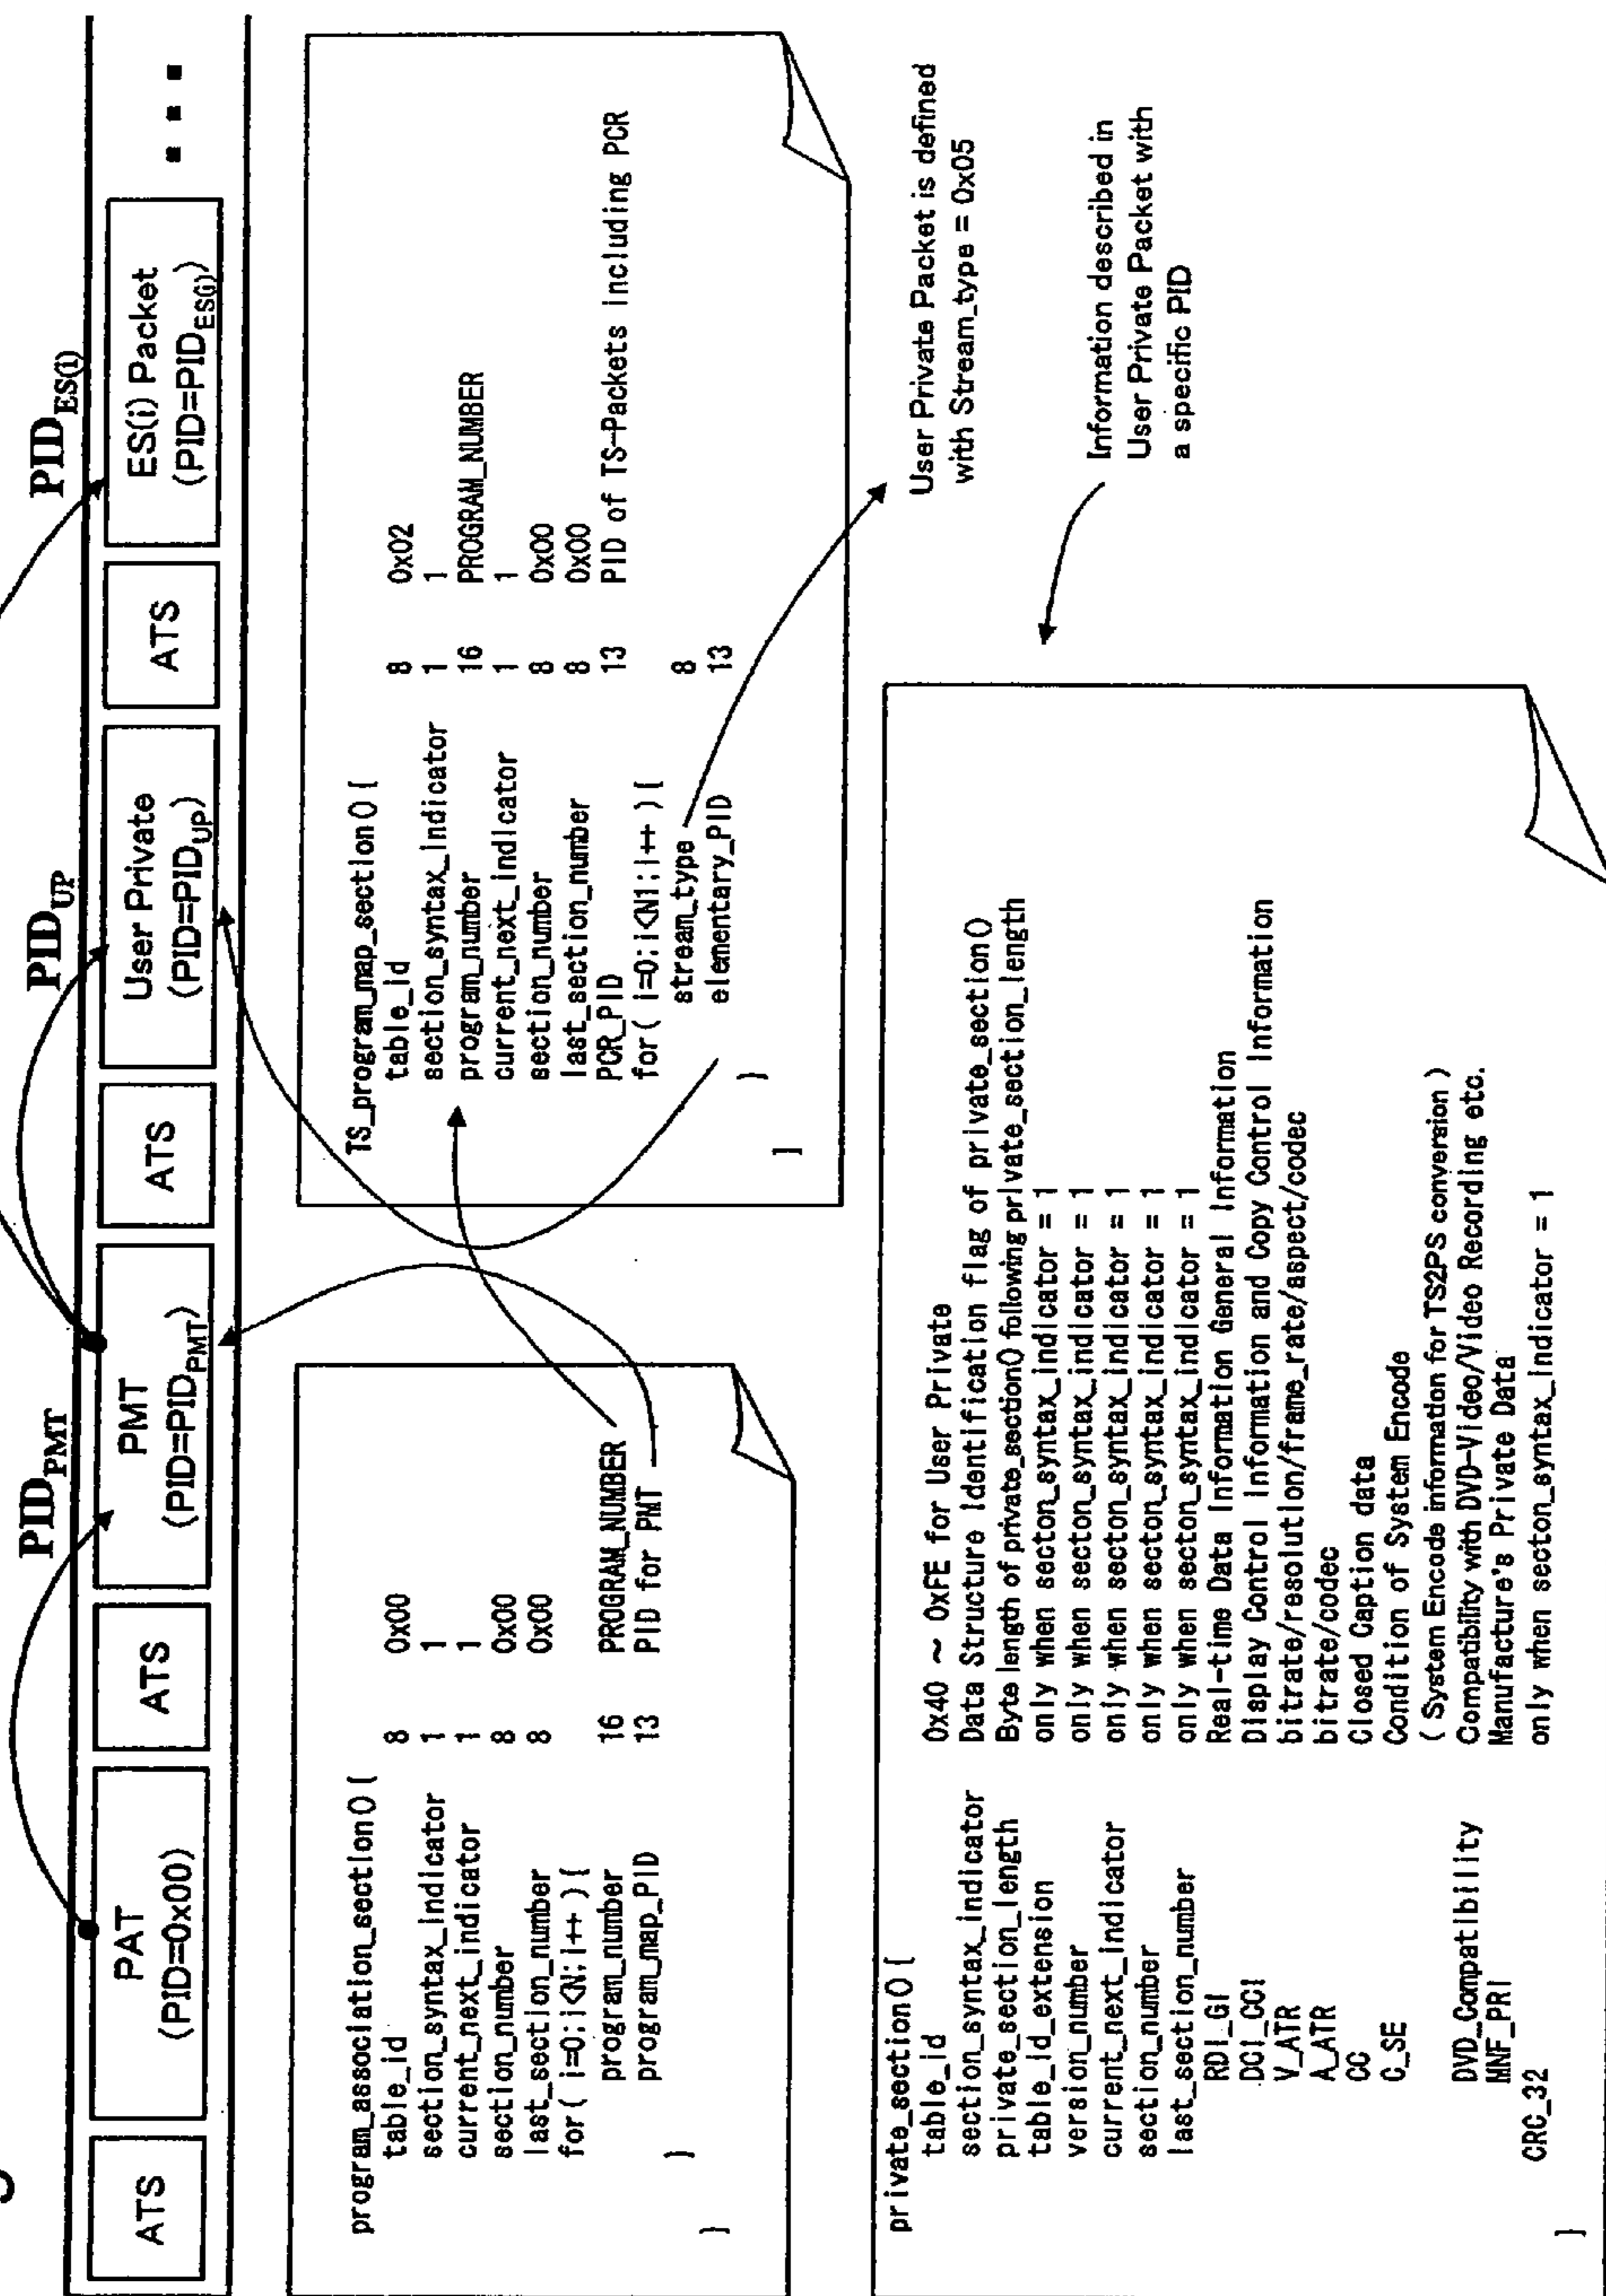 PID_PMT
PID_UP
PID_ES(i)
ATS
PAT
(PID=0x00)
ATS
PMT
(PID=PID_PMT)
ATS
User Private
(PID=PID_UP)
ATS
ES(i) Packet
(PID=PID_ES(i))
program_association_section(){
table_id 8 0x00
section_syntax_indicator 1 1
current_next_indicator 1 1
section_number 8 0x00
last_section_number 8 0x00
for( i=0;i<N;i++ ){
program_number 16 PROGRAM_NUMBER
program_map_PID 13 PID for PMT
}
}
TS_program_map_section(){
table_id 8 0x02
section_syntax_indicator 1 1
program_number 16 PROGRAM_NUMBER
current_next_indicator 1 1
section_number 8 0x00
last_section_number 8 0x00
PCR_PID 13 PID of TS-Packets including PCR
for( i=0;i<N1;i++ ){
stream_type 8
elementary_PID 13
}
}
User Private Packet is defined
with Stream_type = 0x05
private_section(){
table_id 0x40 ~ 0xFE for User Private
section_syntax_indicator Data Structure Identification flag of private_section()
private_section_length Byte length of private_section() following private_section_length
table_id_extension only when secton_syntax_indicator = 1
version_number only when secton_syntax_indicator = 1
current_next_indicator only when secton_syntax_indicator = 1
section_number only when secton_syntax_indicator = 1
last_section_number only when secton_syntax_indicator = 1
RDI_GI Real-time Data Information General Information
DCI_CCI Display Control Information and Copy Control Information
V_ATR bitrate/resolution/frame_rate/aspect/codec
A_ATR bitrate/codec
CC Closed Caption data
C_SE Condition of System Encode
( System Encode information for TS2PS conversion )
DVD_Compatibility Compatibility with DVD-Video/Video Recording etc.
MNF_PRI Manufacture's Private Data
CRC_32 only when secton_syntax_indicator = 1
}
Information described in
User Private Packet with
a specific PID